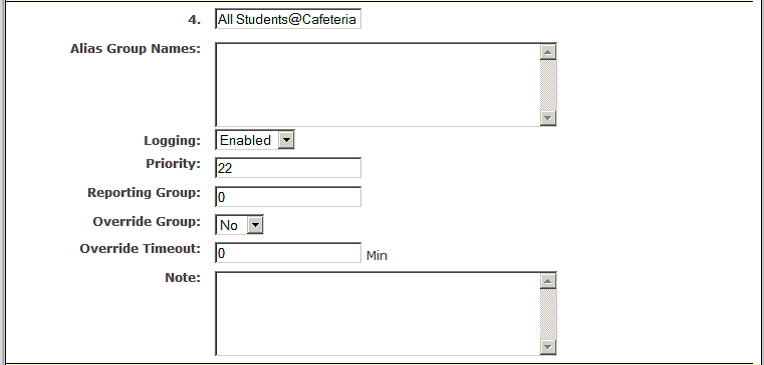 4. All Students@Cafeteria
Alias Group Names:
Logging: Enabled
Priority: 22
Reporting Group: 0
Override Group: No
Override Timeout: 0 Min
Note: